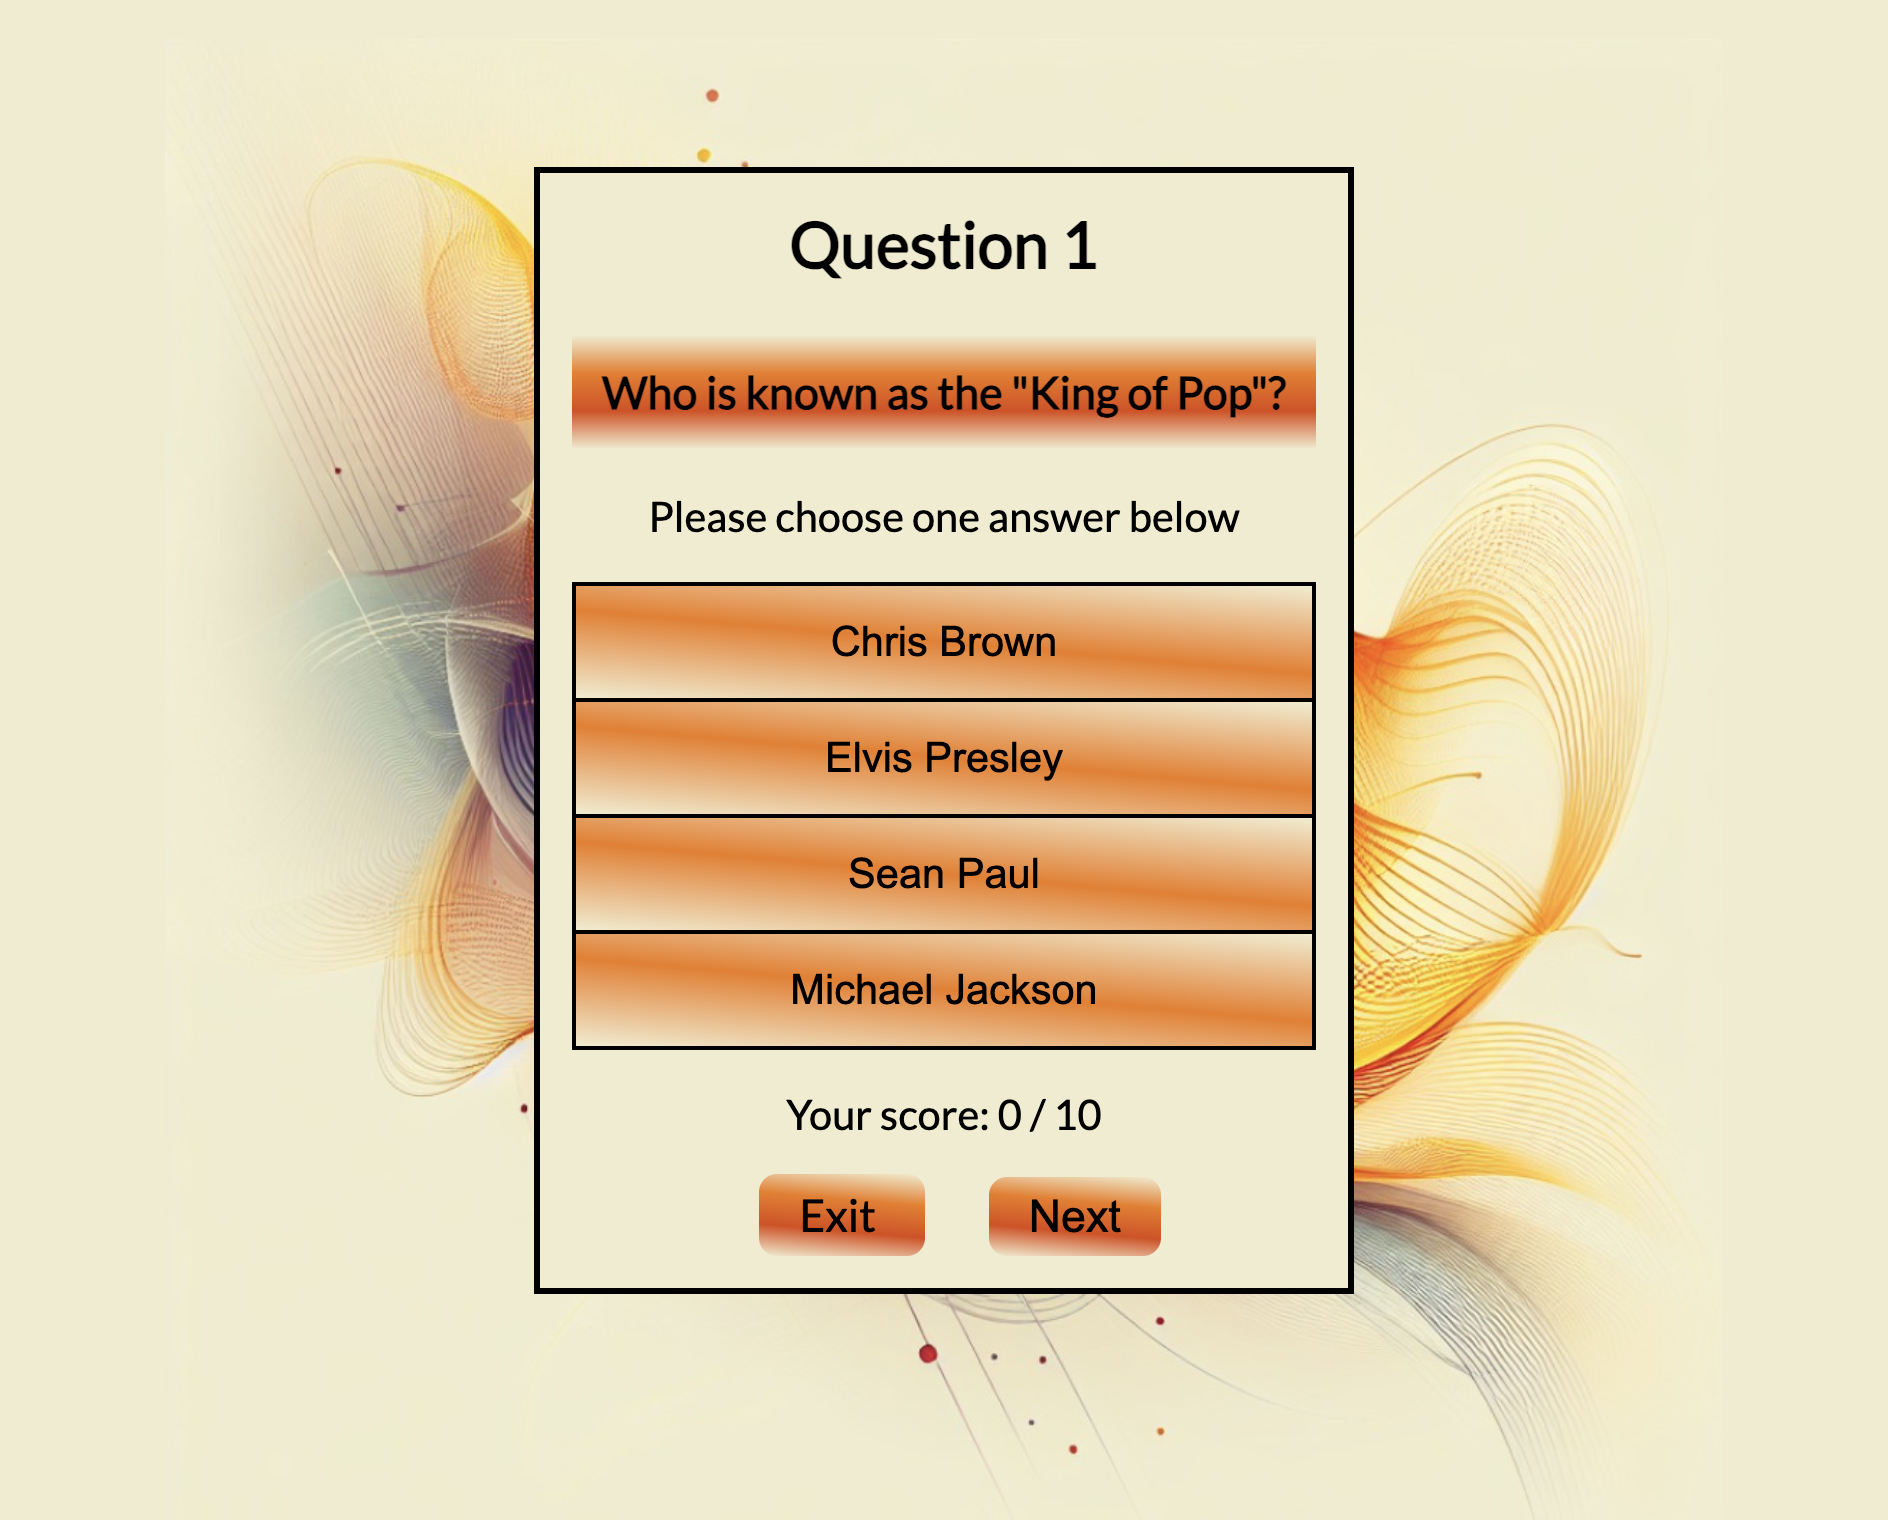 Question 1
Who is known as the "King of Pop"?
Please choose one answer below
Chris Brown
Elvis Presley
Sean Paul
Michael Jackson
Your score: 0 / 10
Exit
Next